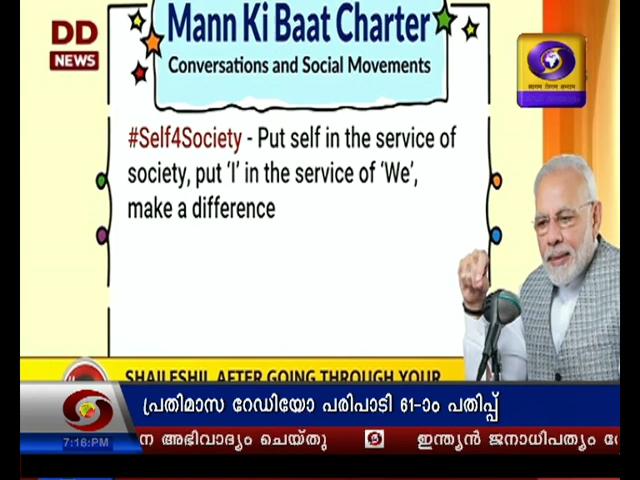 DD
NEWS
Mann Ki Baat Charter
Conversations and Social Movements
#Self4Society - Put self in the service of
society, put ‘I’ in the service of ‘We’,
make a difference
SHAILESHJI, AFTER GOING THROUGH YOUR
പ്രതിമാസ റേഡിയോ പരിപാടി 61-ാം പതിപ്പ്
7:16:PM
ന അഭിവാദ്യം ചെയ്തു
ഇന്ത്യൻ ജനാധിപത്യം